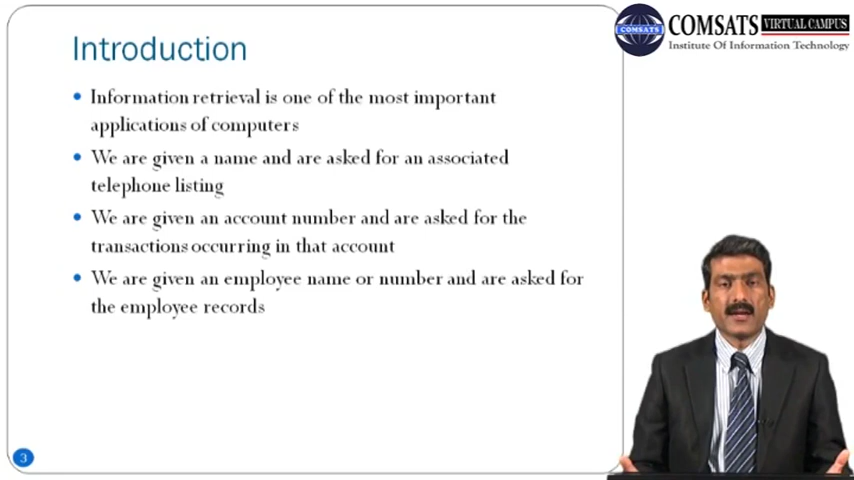 Introduction
• Information retrieval is one of the most important
applications of computers
• We are given a name and are asked for an associated
telephone listing
• We are given an account number and are asked for the
transactions occurring in that account
• We are given an employee name or number and are asked for
the employee records
3
COMSATS
COMSATS VIRTUAL CAMPUS
Institute Of Information Technology